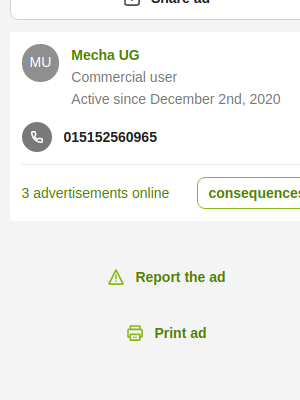 Share ad
MU
Mecha UG
Commercial user
Active since December 2nd, 2020
015152560965
3 advertisements online
consequences
Report the ad
Print ad